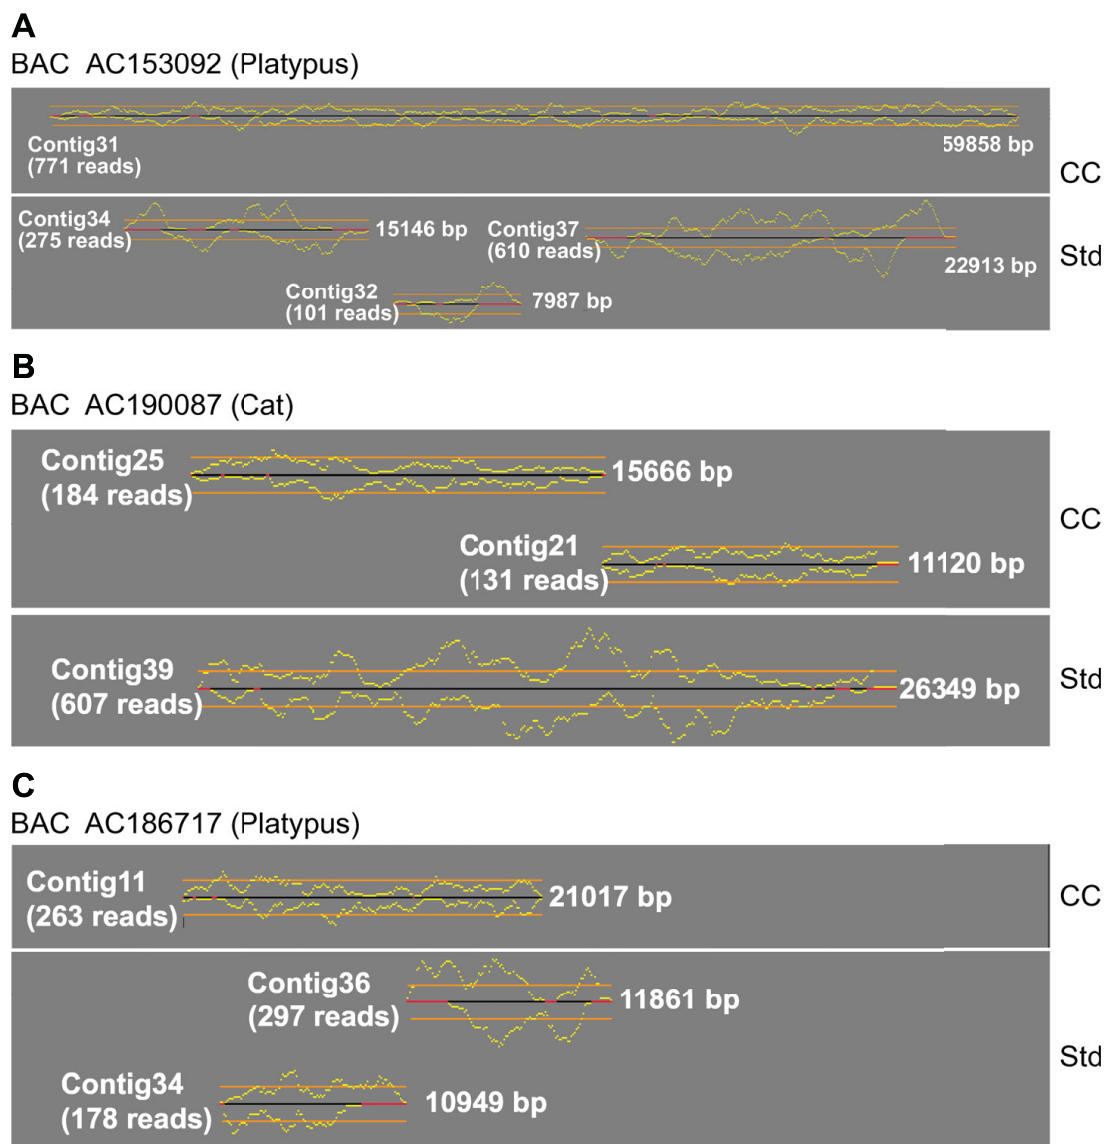 A
BAC AC153092 (Platypus)
Contig31
(771 reads)
59858 bp
CC
Contig34
(275 reads)
15146 bp
Contig37
(610 reads)
22913 bp
Contig32
(101 reads)
7987 bp
Std
B
BAC AC190087 (Cat)
Contig25
(184 reads)
15666 bp
Contig21
(131 reads)
11120 bp
CC
Contig39
(607 reads)
26349 bp
Std
C
BAC AC186717 (Platypus)
Contig11
(263 reads)
21017 bp
CC
Contig36
(297 reads)
11861 bp
Contig34
(178 reads)
10949 bp
Std